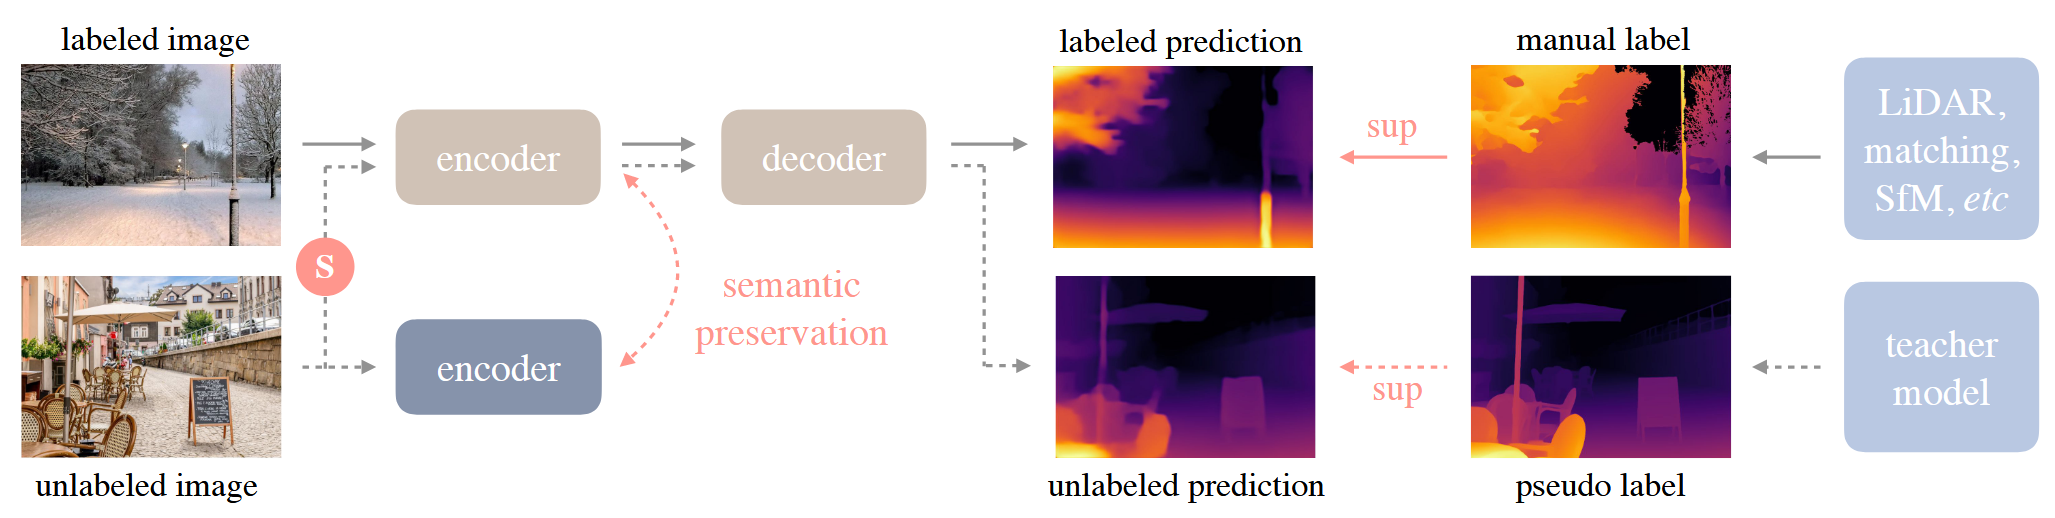 labeled image
labeled prediction
manual label
encoder
decoder
sup
LiDAR,
matching,
SfM, etc
S
semantic
preservation
encoder
sup
teacher
model
unlabeled image
unlabeled prediction
pseudo label